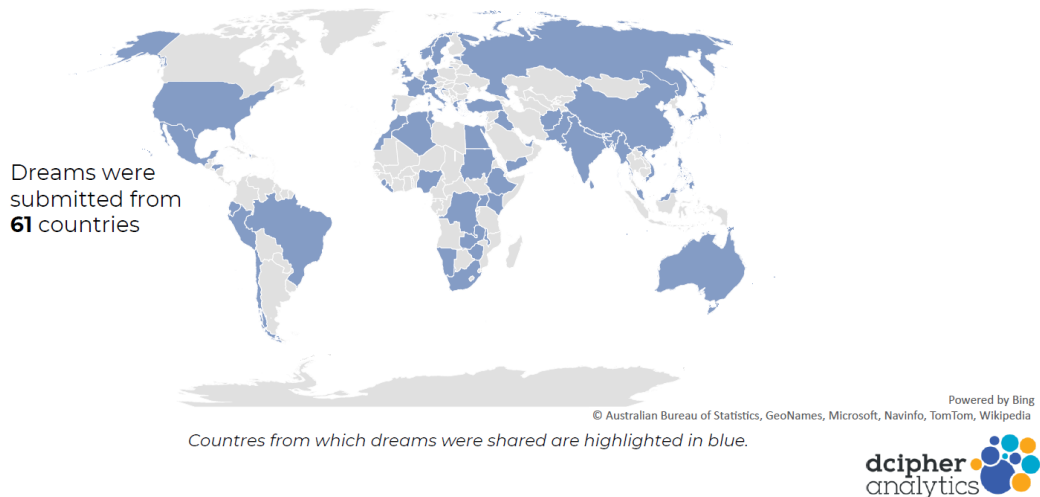 Dreams were
submitted from
61 countries
Powered by Bing
© Australian Bureau of Statistics, GeoNames, Microsoft, Navinfo, TomTom, Wikipedia
Countres from which dreams were shared are highlighted in blue.
dcipher
analytics